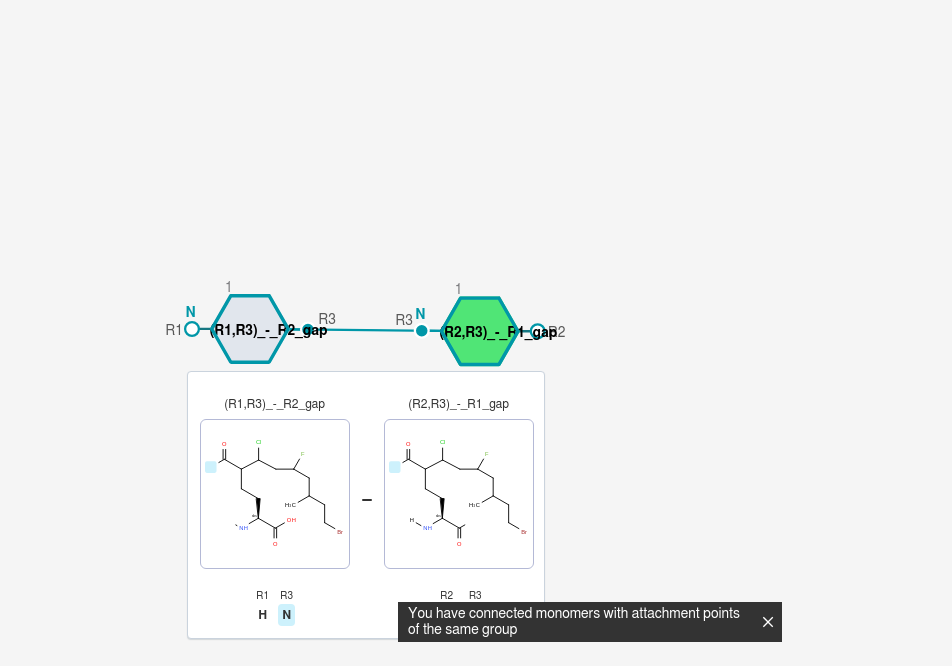 1
1
N
N
R1
R3
R3
R2
(R1,R3)_-_R2_gap
(R2,R3)_-_R1_gap
(R1,R3)_-_R2_gap
(R2,R3)_-_R1_gap
O
Cl
F
H₃C
OH
NH
O
Br
O
Cl
F
H₃C
H
NH
O
Br
–
R1 R3
H N
R2 R3
You have connected monomers with attachment points
of the same group